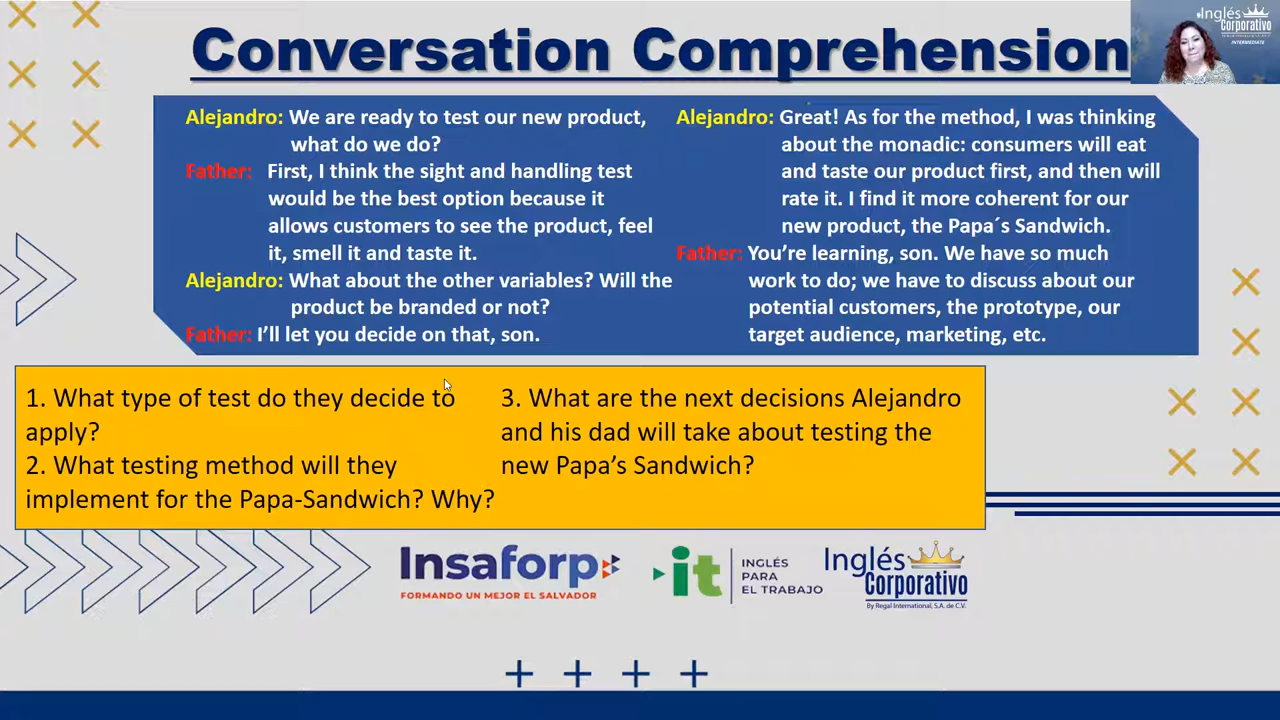 Conversation Comprehension
Inglés
Corporativo
INTERMEDIATE
Alejandro: We are ready to test our new product,
what do we do?
Father: First, I think the sight and handling test
would be the best option because it
allows customers to see the product, feel
it, smell it and taste it.
Alejandro: What about the other variables? Will the
product be branded or not?
Father: I'll let you decide on that, son.
Alejandro: Great! As for the method, I was thinking
about the monadic: consumers will eat
and taste our product first, and then will
rate it. I find it more coherent for our
new product, the Papa´s Sandwich.
Father: You're learning, son. We have so much
work to do; we have to discuss about our
potential customers, the prototype, our
target audience, marketing, etc.
1. What type of test do they decide to
apply?
2. What testing method will they
implement for the Papa-Sandwich? Why?
3. What are the next decisions Alejandro
and his dad will take about testing the
new Papa's Sandwich?
Insaforp
FORMANDO UN MEJOR EL SALVADOR
it
INGLÉS
PARA
EL TRABAJO
Inglés
Corporativo
By Regal International, S.A. de C.V.